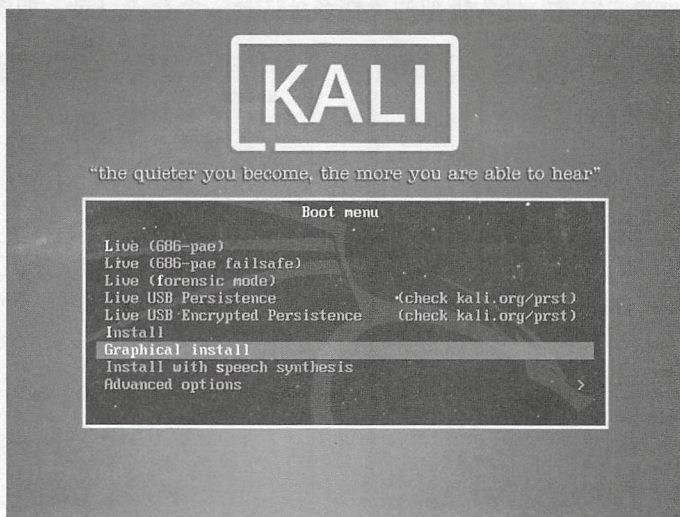 KALI
“the quieter you become, the more you are able to hear”
Boot menu
Live (686-pae)
Live (686-pae failsafe)
Live (forensic mode)
Live USB Persistence (check kali.org/prst)
Live USB Encrypted Persistence (check kali.org/prst)
Install
Graphical install
Install with speech synthesis
Advanced options >